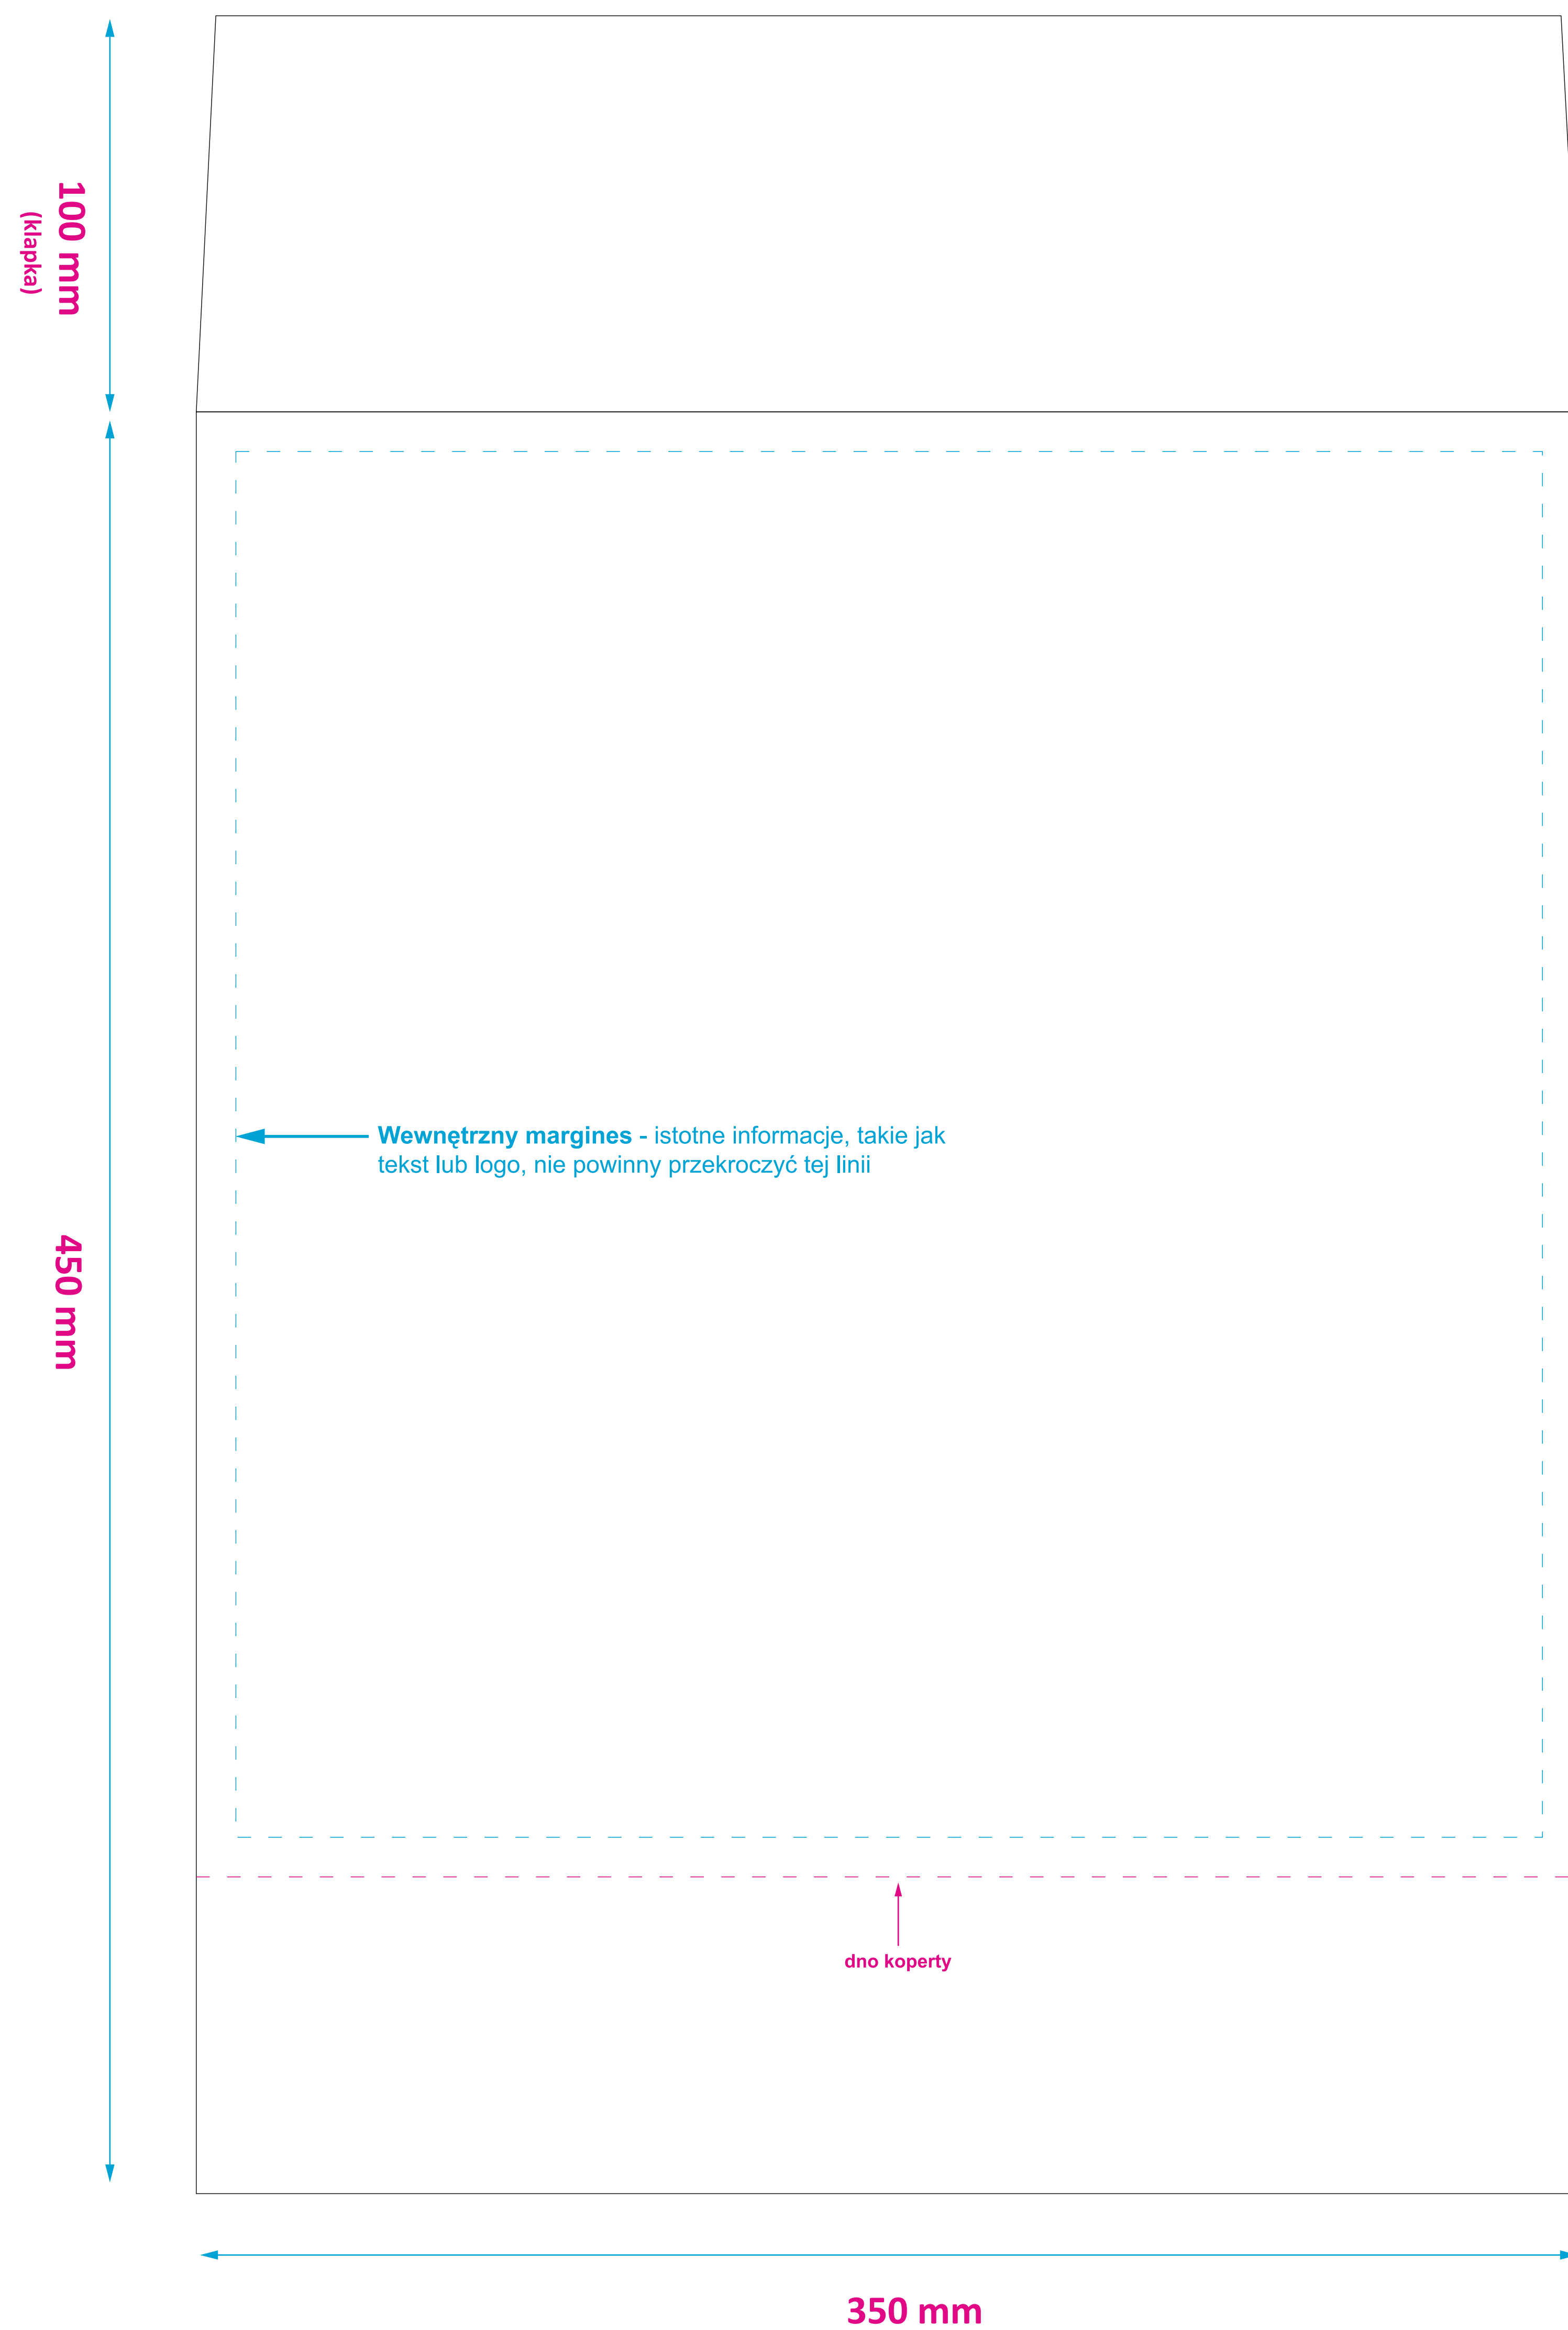 100 mm
(klapka)
Wewnętrzny margines - istotne informacje, takie jak
tekst lub logo, nie powinny przekroczyć tej linii
450 mm
dno koperty
350 mm